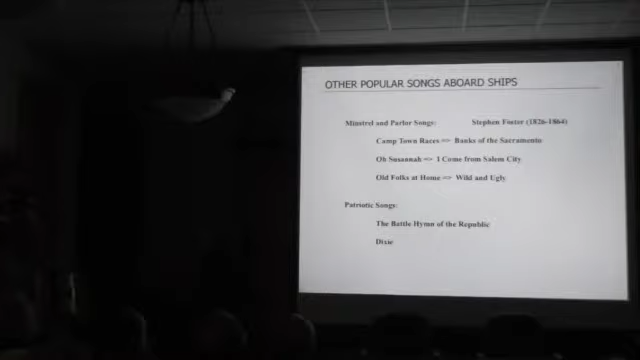 OTHER POPULAR SONGS ABOARD SHIPS
Minstrel and Parlor Songs: Stephen Foster (1826-1864)
Camp Town Races => Banks of the Sacramento
Oh Susannah => I Come from Salem City
Old Folks at Home => Wild and Ugly
Patriotic Songs:
The Battle Hymn of the Republic
Dixie